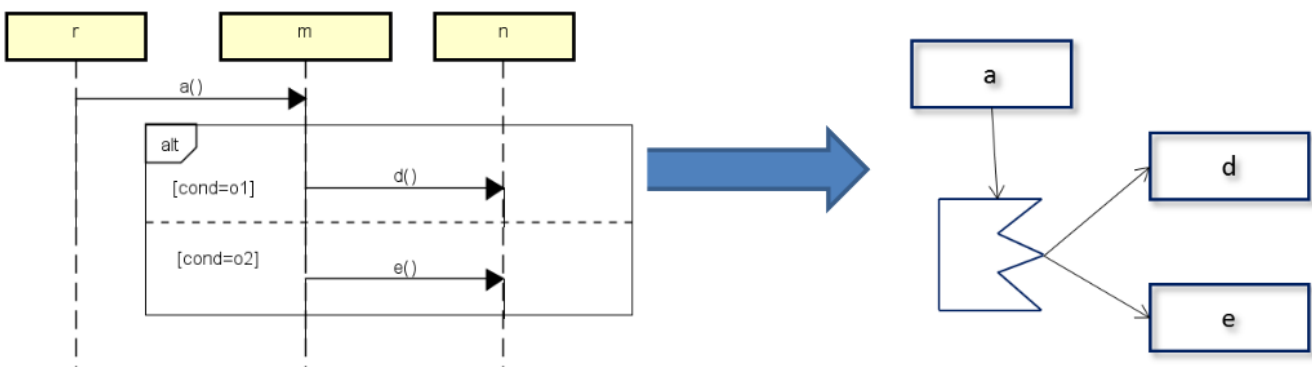 r
m
n
a()
alt
[cond=o1]
d()
[cond=o2]
e()
a
d
e